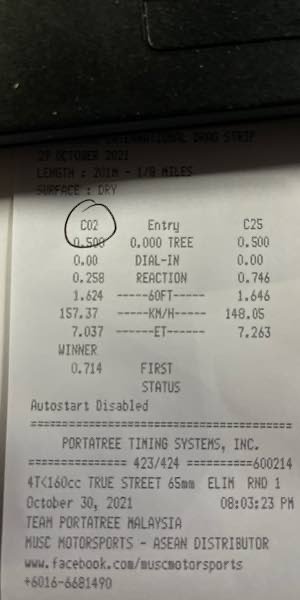 INTERNATIONAL DRAG STRIP
29 OCTOBER 2021
LENGTH : 201M - 1/8 MILES
SURFACE : DRY
C02 Entry C25
0.500 0.000 TREE 0.500
0.00 DIAL-IN 0.00
0.258 REACTION 0.746
1.624 -----60FT----- 1.646
157.37 -----KM/H----- 148.05
7.037 ------ET------ 7.263
WINNER
0.714 FIRST
STATUS
Autostart Disabled
========================================
PORTATREE TIMING SYSTEMS, INC.
=============== 423/424 ==========600214
4T<160cc TRUE STREET 65mm ELIM RND 1
October 30, 2021 08:03:23 PM
TEAM PORTATREE MALAYSIA
MUSC MOTORSPORTS - ASEAN DISTRIBUTOR
www.facebook.com/muscmotorsports
+6016-6681490